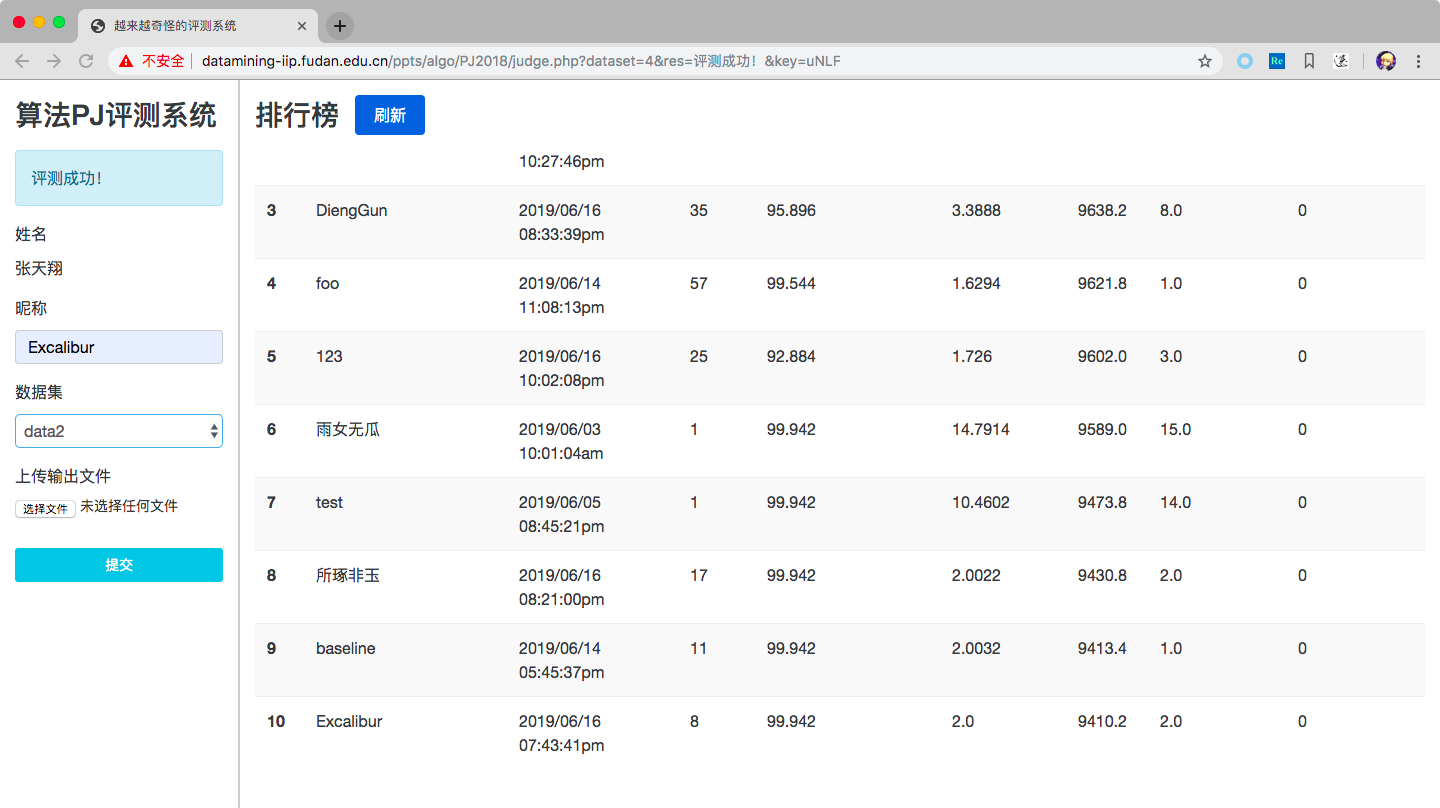 越来越奇怪的评测系统
不安全 datamining-iip.fudan.edu.cn/ppts/algo/PJ2018/judge.php?dataset=4&res=评测成功！&key=uNLF
Re
算法PJ评测系统
评测成功！
姓名
张天翔
昵称
Excalibur
数据集
data2
上传输出文件
选择文件 未选择任何文件
提交
排行榜 刷新
10:27:46pm
3 DiengGun 2019/06/16 35 95.896 3.3888 9638.2 8.0 0
08:33:39pm
4 foo 2019/06/14 57 99.544 1.6294 9621.8 1.0 0
11:08:13pm
5 123 2019/06/16 25 92.884 1.726 9602.0 3.0 0
10:02:08pm
6 雨女无瓜 2019/06/03 1 99.942 14.7914 9589.0 15.0 0
10:01:04am
7 test 2019/06/05 1 99.942 10.4602 9473.8 14.0 0
08:45:21pm
8 所琢非玉 2019/06/16 17 99.942 2.0022 9430.8 2.0 0
08:21:00pm
9 baseline 2019/06/14 11 99.942 2.0032 9413.4 1.0 0
05:45:37pm
10 Excalibur 2019/06/16 8 99.942 2.0 9410.2 2.0 0
07:43:41pm